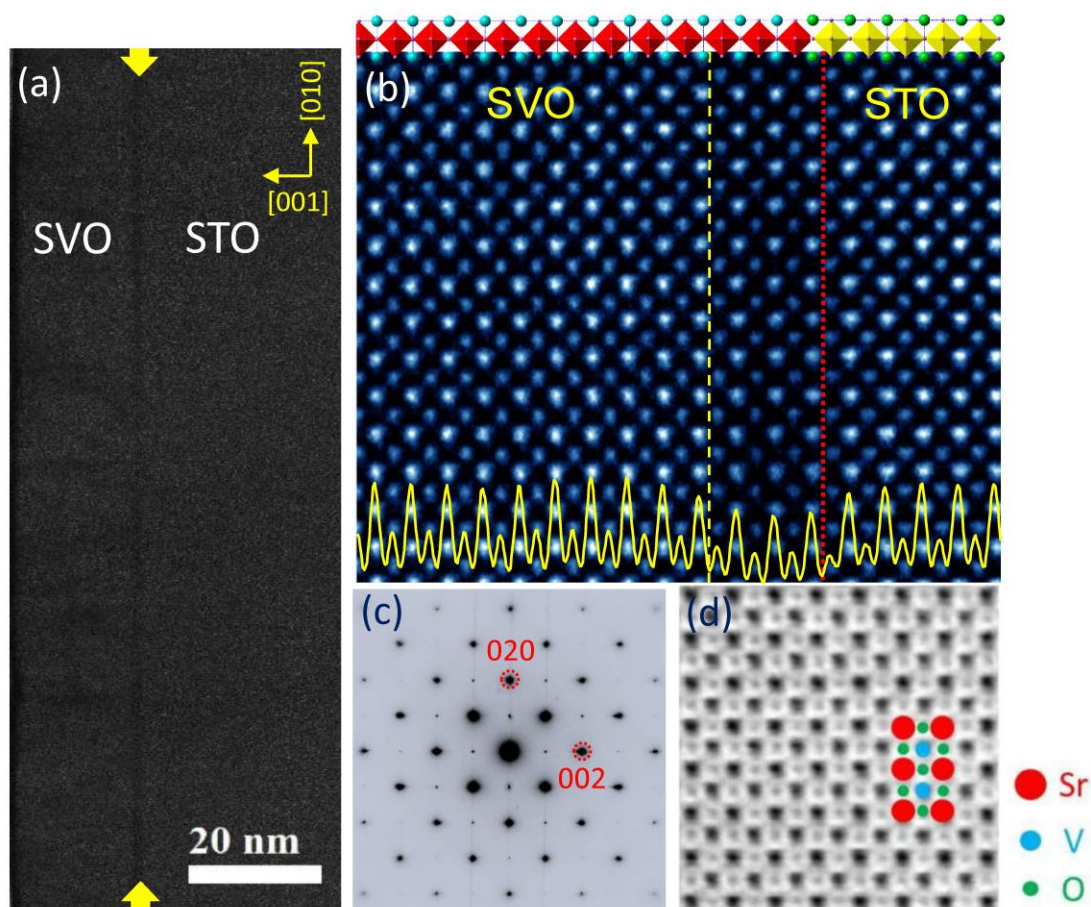 (a)
[010]
[001]
SVO
STO
20 nm
(b)
SVO
STO
(c)
020
002
(d)
Sr
V
O